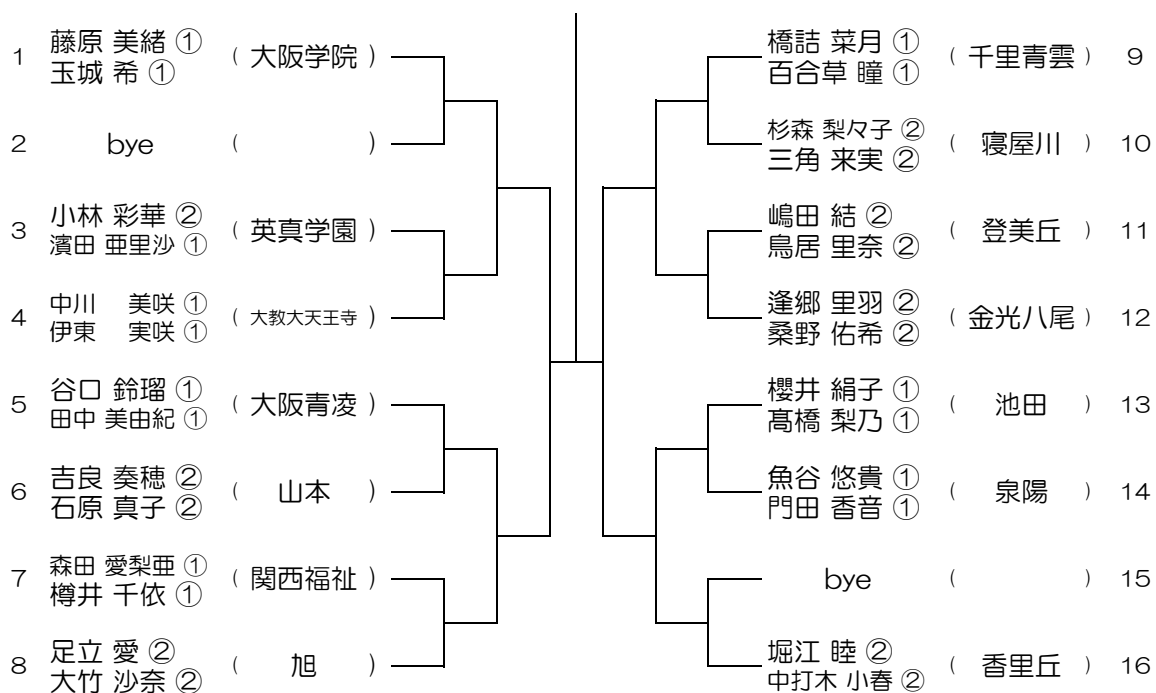 1 藤原 美緒 ① ( 大阪学院 )
玉城 希 ①
2 bye ( )
3 小林 彩華 ② ( 英真学園 )
濱田 亜里沙 ①
4 中川 美咲 ① ( 大教大天王寺 )
伊東 実咲 ①
5 谷口 鈴瑠 ① ( 大阪青凌 )
田中 美由紀 ①
6 吉良 奏穂 ② ( 山本 )
石原 真子 ②
7 森田 愛梨亜 ① ( 関西福祉 )
樽井 千依 ①
8 足立 愛 ② ( 旭 )
大竹 沙奈 ②
橋詰 菜月 ① ( 千里青雲 ) 9
百合草 瞳 ①
杉森 梨々子 ② ( 寝屋川 ) 10
三角 来実 ②
嶋田 結 ② ( 登美丘 ) 11
鳥居 里奈 ②
逢郷 里羽 ② ( 金光八尾 ) 12
桑野 佑希 ②
櫻井 絹子 ① ( 池田 ) 13
髙橋 梨乃 ①
魚谷 悠貴 ① ( 泉陽 ) 14
門田 香音 ①
bye ( ) 15
堀江 睦 ② ( 香里丘 ) 16
中打木 小春 ②